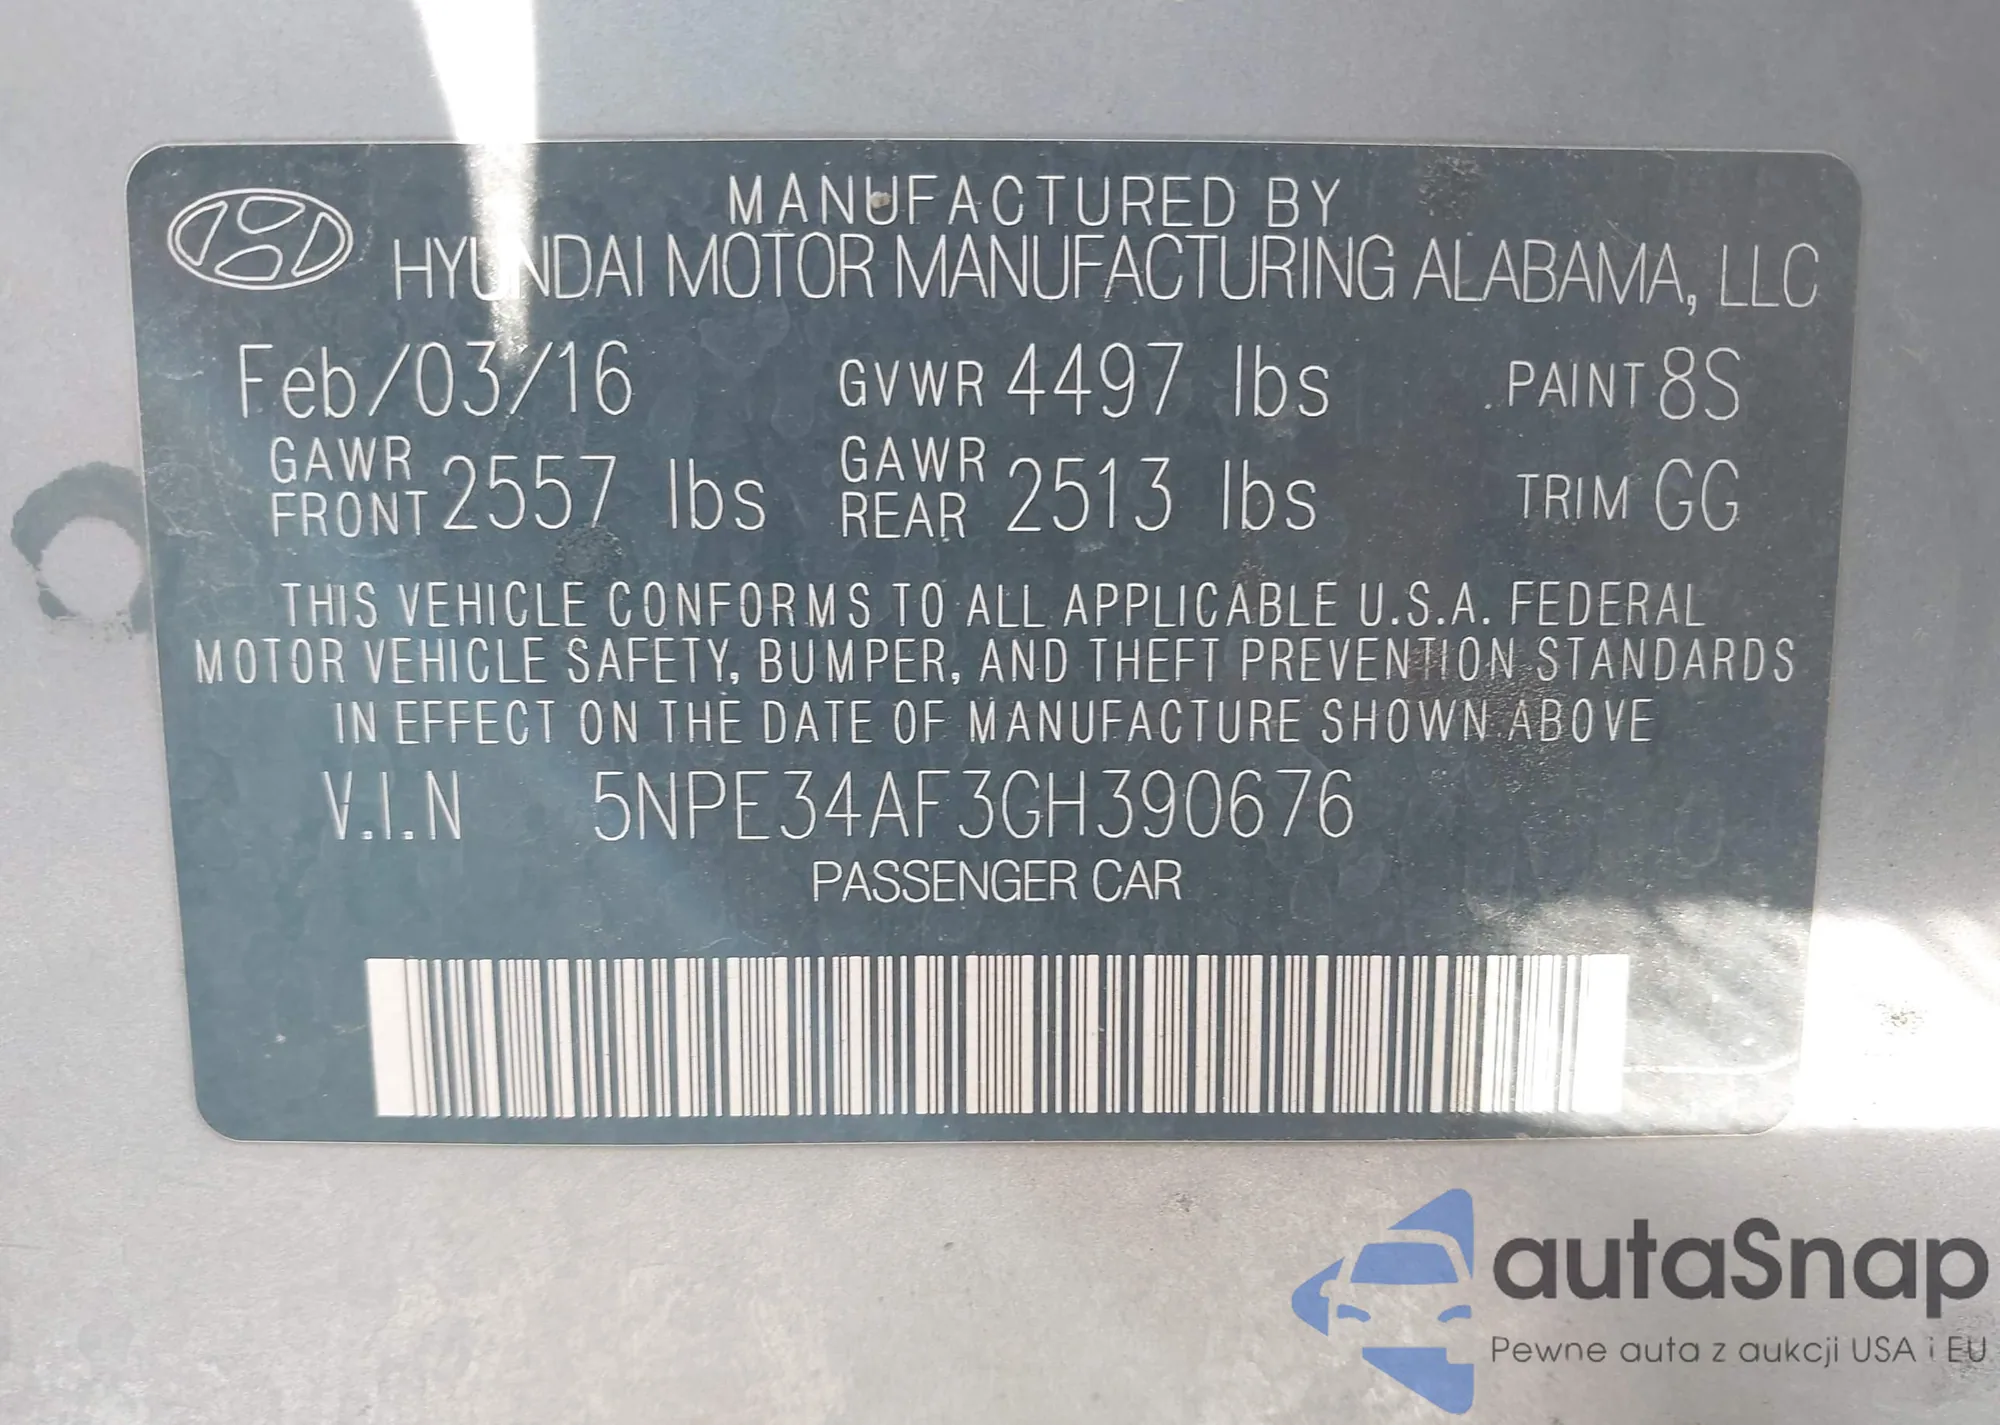 MANUFACTURED BY
HYUNDAI MOTOR MANUFACTURING ALABAMA, LLC
Feb/03/16 GVWR 4497 lbs PAINT 8S
GAWR FRONT 2557 lbs GAWR REAR 2513 lbs TRIM GG
THIS VEHICLE CONFORMS TO ALL APPLICABLE U.S.A. FEDERAL
MOTOR VEHICLE SAFETY, BUMPER, AND THEFT PREVENTION STANDARDS
IN EFFECT ON THE DATE OF MANUFACTURE SHOWN ABOVE
V.I.N 5NPE34AF3GH390676
PASSENGER CAR
autaSnap
Pewne auta z aukcji USA i EU